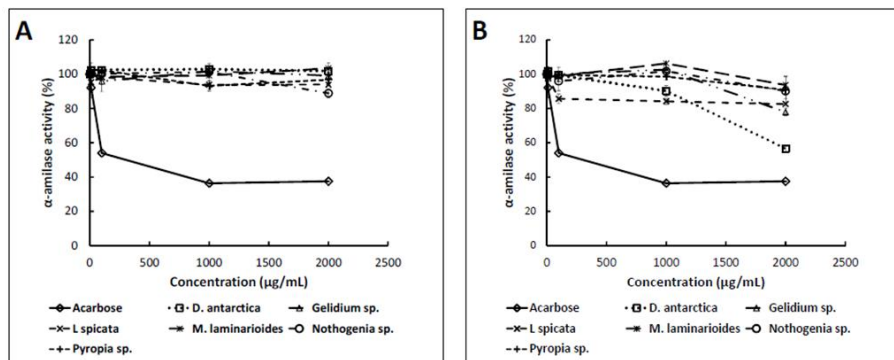 A
120
100
80
60
40
20
0
α-amilase activity (%)
0 500 1000 1500 2000 2500
Concentration (µg/mL)
Acarbose D. antarctica Gelidium sp.
L spicata M. laminarioides Nothogenia sp.
Pyropia sp.
B
120
100
80
60
40
20
0
α-amilase activity (%)
0 500 1000 1500 2000 2500
Concentration (µg/mL)
Acarbose D. antarctica Gelidium sp.
L spicata M. laminarioides Nothogenia sp.
Pyropia sp.